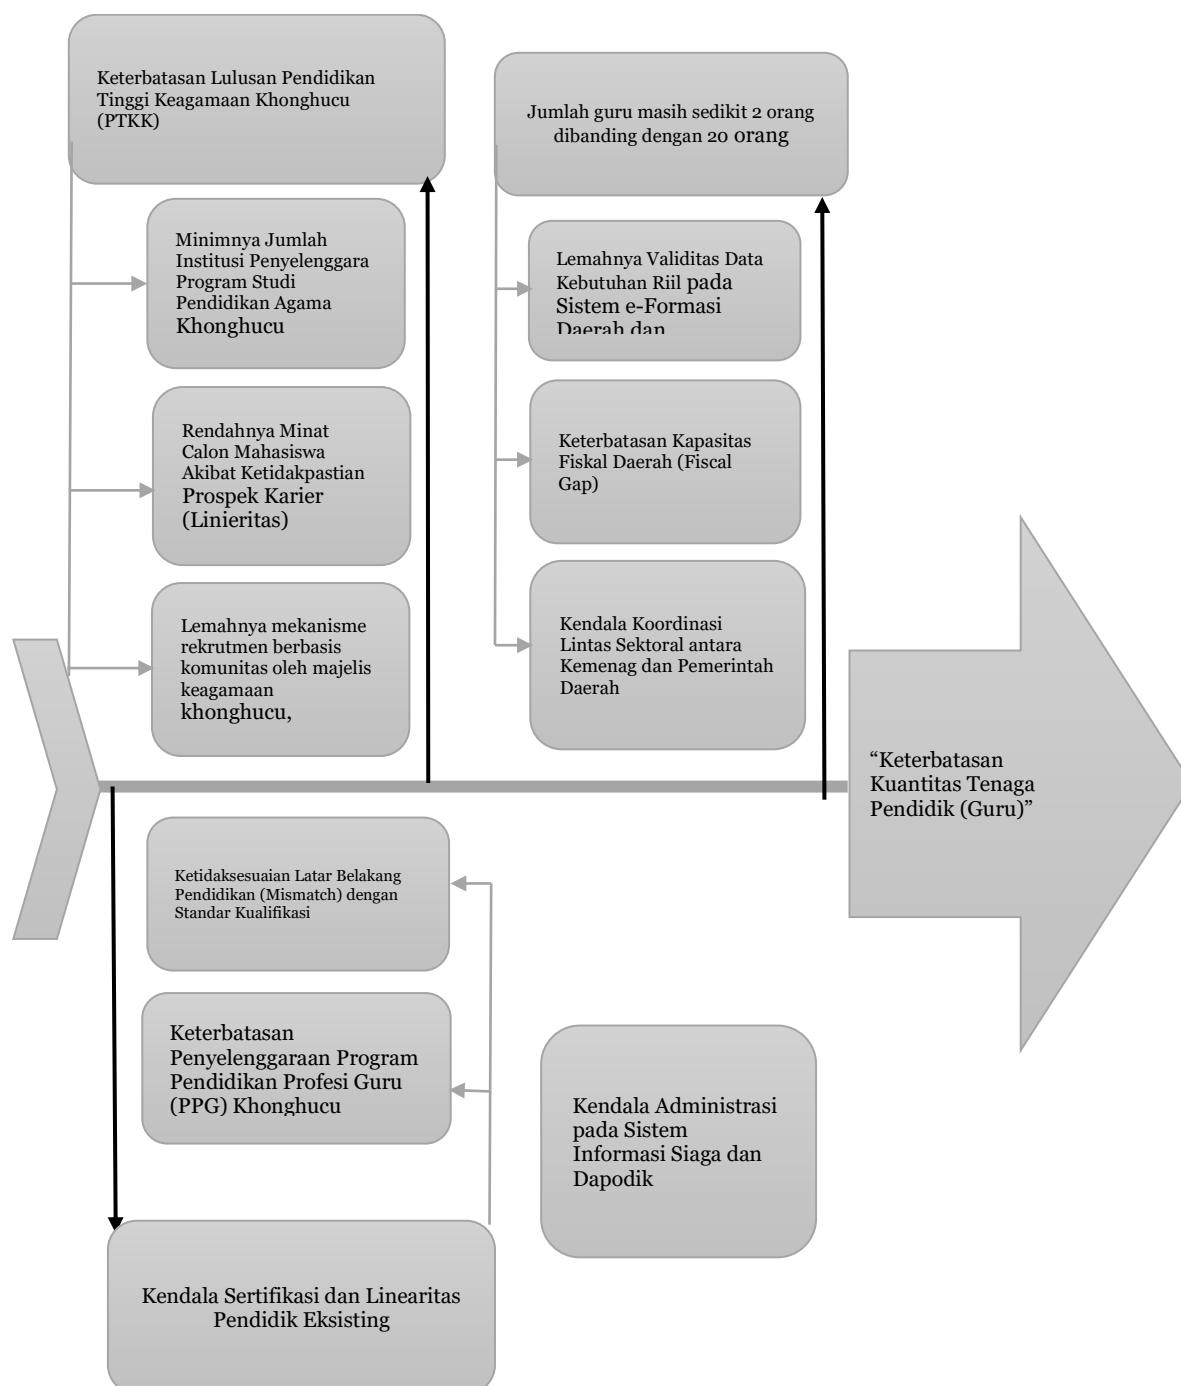 Keterbatasan Lulusan Pendidikan
Tinggi Keagamaan Khonghucu
(PTKK)
Minimnya Jumlah
Institusi Penyelenggara
Program Studi
Pendidikan Agama
Khonghucu
Rendahnya Minat
Calon Mahasiswa
Akibat Ketidakpastian
Prospek Karier
(Linieritas)
Lemahnya mekanisme
rekrutmen berbasis
komunitas oleh majelis
keagamaan
khonghucu,
Jumlah guru masih sedikit 2 orang
dibanding dengan 20 orang
Lemahnya Validitas Data
Kebutuhan Riil pada
Sistem e-Formasi
Daerah dan
Keterbatasan Kapasitas
Fiskal Daerah (Fiscal
Gap)
Kendala Koordinasi
Lintas Sektoral antara
Kemenag dan Pemerintah
Daerah
“Keterbatasan
Kuantitas Tenaga
Pendidik (Guru)”
Ketidaksesuaian Latar Belakang
Pendidikan (Mismatch) dengan
Standar Kualifikasi
Keterbatasan
Penyelenggaraan Program
Pendidikan Profesi Guru
(PPG) Khonghucu
Kendala Administrasi
pada Sistem
Informasi Siaga dan
Dapodik
Kendala Sertifikasi dan Linearitas
Pendidik Eksisting